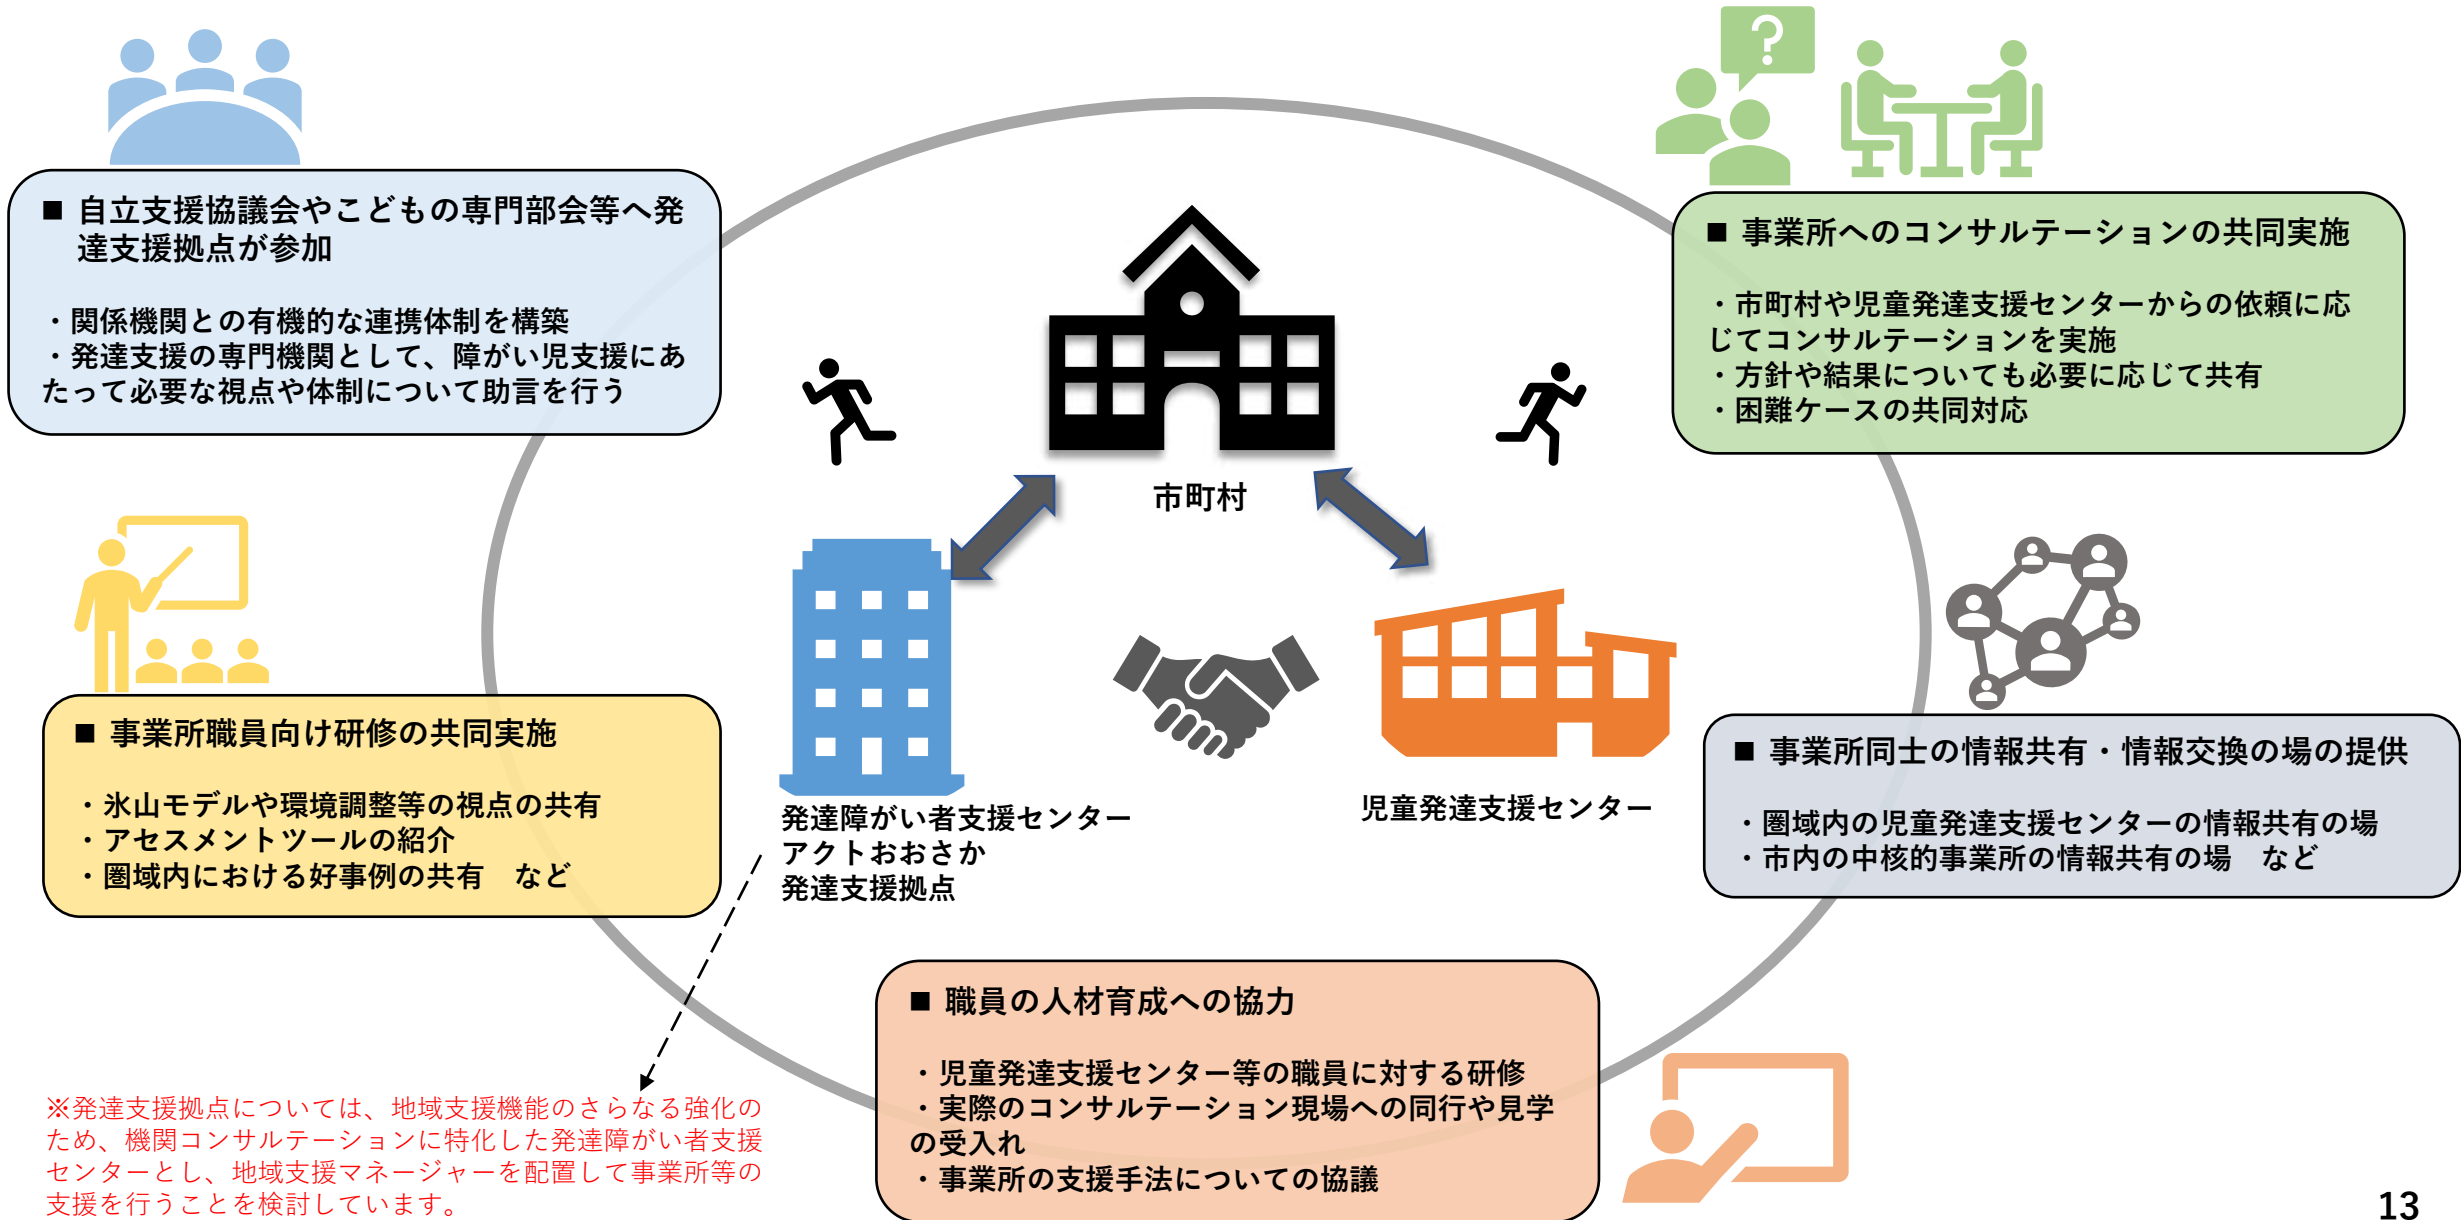 ■ 自立支援協議会やこどもの専門部会等へ発
達支援拠点が参加
・関係機関との有機的な連携体制を構築
・発達支援の専門機関として、障がい児支援にあ
たって必要な視点や体制について助言を行う
■ 事業所へのコンサルテーションの共同実施
・市町村や児童発達支援センターからの依頼に応
じてコンサルテーションを実施
・方針や結果についても必要に応じて共有
・困難ケースの共同対応
?
市町村
■ 事業所職員向け研修の共同実施
・氷山モデルや環境調整等の視点の共有
・アセスメントツールの紹介
・圏域内における好事例の共有　など
発達障がい者支援センター
アクトおおさか
発達支援拠点
児童発達支援センター
■ 事業所同士の情報共有・情報交換の場の提供
・圏域内の児童発達支援センターの情報共有の場
・市内の中核的事業所の情報共有の場　など
■ 職員の人材育成への協力
・児童発達支援センター等の職員に対する研修
・実際のコンサルテーション現場への同行や見学
の受入れ
・事業所の支援手法についての協議
※発達支援拠点については、地域支援機能のさらなる強化の
ため、機関コンサルテーションに特化した発達障がい者支援
センターとし、地域支援マネージャーを配置して事業所等の
支援を行うことを検討しています。
13